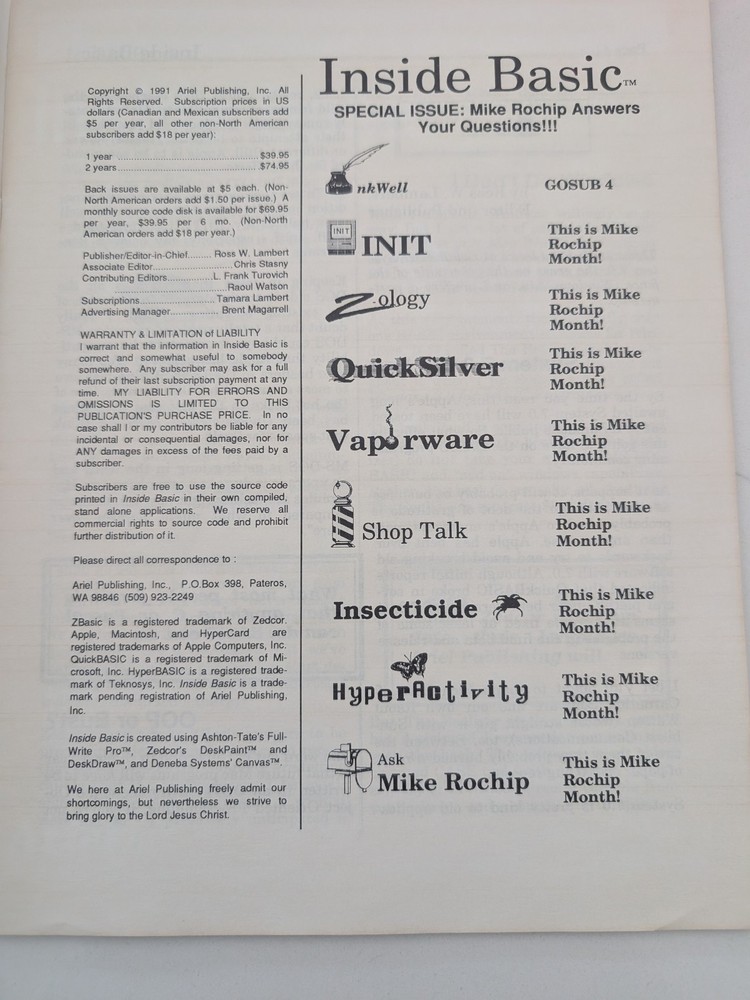 Copyright © 1991 Ariel Publishing, Inc. All
Rights Reserved. Subscription prices in US
dollars (Canadian and Mexican subscribers add
$5 per year, all other non-North American
subscribers add $18 per year):
1 year ............................................... $39.95
2 years ............................................... $74.95
Back issues are available at $5 each. (Non-
North American orders add $1.50 per issue.) A
monthly source code disk is available for $69.95
per year, $39.95 per 6 mo. (Non-North
American orders add $18 per year.)
Publisher/Editor-in-Chief........ Ross W. Lambert
Associate Editor........................... Chris Stasny
Contributing Editors...............L. Frank Turovich
..................................... Raoul Watson
Subscriptions......................... Tamara Lambert
Advertising Manager................ Brent Magarrell
WARRANTY & LIMITATION of LIABILITY
I warrant that the information in Inside Basic is
correct and somewhat useful to somebody
somewhere. Any subscriber may ask for a full
refund of their last subscription payment at any
time. MY LIABILITY FOR ERRORS AND
OMISSIONS IS LIMITED TO THIS
PUBLICATION'S PURCHASE PRICE. In no
case shall I or my contributors be liable for any
incidental or consequential damages, nor for
ANY damages in excess of the fees paid by a
subscriber.
Subscribers are free to use the source code
printed in Inside Basic in their own compiled,
stand alone applications. We reserve all
commercial rights to source code and prohibit
further distribution of it.
Please direct all correspondence to :
Ariel Publishing, Inc., P.O.Box 398, Pateros,
WA 98846 (509) 923-2249
ZBasic is a registered trademark of Zedcor.
Apple, Macintosh, and HyperCard are
registered trademarks of Apple Computers, Inc.
QuickBASIC is a registered trademark of Mi-
crosoft, Inc. HyperBASIC is a registered trade-
mark of Teknosys, Inc. Inside Basic is a trade-
mark pending registration of Ariel Publishing,
Inc.
Inside Basic is created using Ashton-Tate's Full-
Write Pro™, Zedcor's DeskPaint™ and
DeskDraw™, and Deneba Systems' Canvas™.
We here at Ariel Publishing freely admit our
shortcomings, but nevertheless we strive to
bring glory to the Lord Jesus Christ.
Inside Basic™
SPECIAL ISSUE: Mike Rochip Answers
Your Questions!!!
nkWell GOSUB 4
INIT
INIT
This is Mike
Rochip
Month!
Z-ology
This is Mike
Rochip
Month!
QuickSilver
This is Mike
Rochip
Month!
Vaporware
This is Mike
Rochip
Month!
Shop Talk
This is Mike
Rochip
Month!
Insecticide
This is Mike
Rochip
Month!
HyperActivity
This is Mike
Rochip
Month!
Ask
Mike Rochip
This is Mike
Rochip
Month!